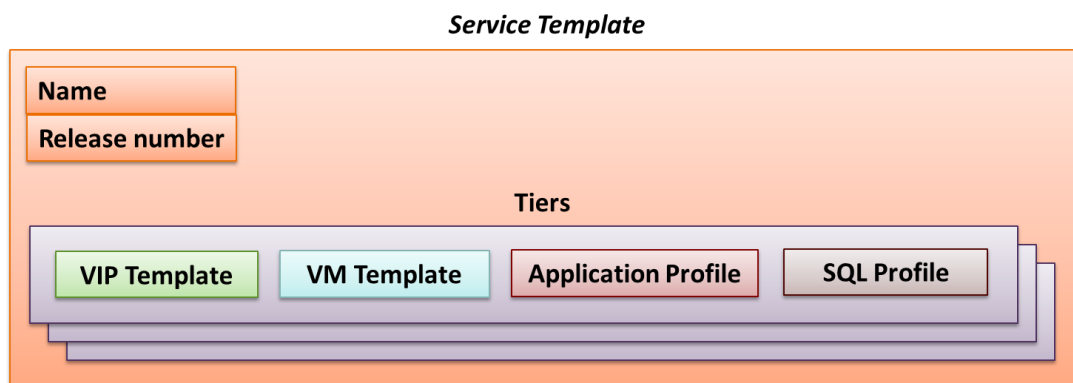 Service Template
Name
Release number
Tiers
VIP Template
VM Template
Application Profile
SQL Profile